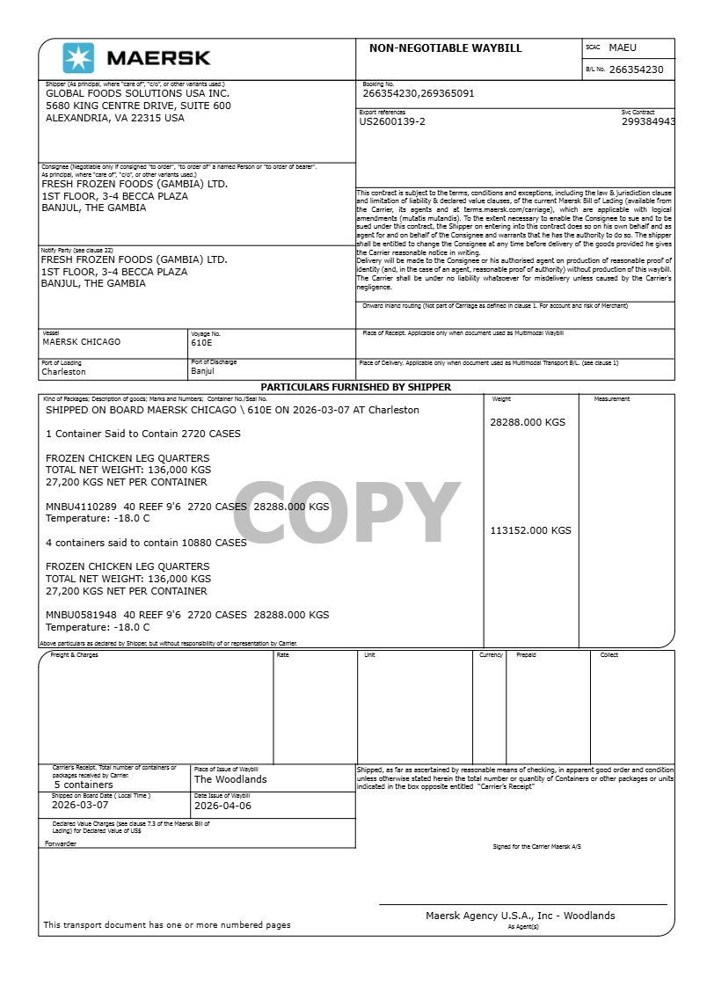 MAERSK
NON-NEGOTIABLE WAYBILL
SCAC MAEU
B/L No. 266354230
Shipper (As principal, where "care of", "c/o", or other variants used.)
GLOBAL FOODS SOLUTIONS USA INC.
5680 KING CENTRE DRIVE, SUITE 600
ALEXANDRIA, VA 22315 USA
Booking No.
266354230,269365091
Export references
US2600139-2
Svc Contract
299384943
Consignee (Negotiable only if consigned "to order", "to order of" a named Person or "to order of bearer".
As principal, where "care of", "c/o", or other variants used.)
FRESH FROZEN FOODS (GAMBIA) LTD.
1ST FLOOR, 3-4 BECCA PLAZA
BANJUL, THE GAMBIA
This contract is subject to the terms, conditions and exceptions, including the law & jurisdiction clause
and limitation of liability & declared value clauses, of the current Maersk Bill of Lading (available from
the Carrier, its agents and at terms.maersk.com/carriage), which are applicable with logical
amendments (mutatis mutandis). To the extent necessary to enable the Consignee to sue and to be
sued under this contract, the Shipper on entering into this contract does so on his own behalf and as
agent for and on behalf of the Consignee and warrants that he has the authority to do so. The shipper
shall be entitled to change the Consignee at any time before delivery of the goods provided he gives
the Carrier reasonable notice in writing.
Delivery will be made to the Consignee or his authorised agent on production of reasonable proof of
identity (and, in the case of an agent, reasonable proof of authority) without production of this waybill.
The Carrier shall be under no liability whatsoever for misdelivery unless caused by the Carrier's
negligence.
Notify Party (see clause 22)
FRESH FROZEN FOODS (GAMBIA) LTD.
1ST FLOOR, 3-4 BECCA PLAZA
BANJUL, THE GAMBIA
Onward inland routing (Not part of Carriage as defined in clause 1. For account and risk of Merchant)
Vessel
MAERSK CHICAGO
Voyage No.
610E
Place of Receipt. Applicable only when document used as Multimodal Waybill
Port of Loading
Charleston
Port of Discharge
Banjul
Place of Delivery. Applicable only when document used as Multimodal Transport B/L. (see clause 1)
PARTICULARS FURNISHED BY SHIPPER
Kind of Packages; Description of goods; Marks and Numbers; Container No./Seal No.
Weight
Measurement
SHIPPED ON BOARD MAERSK CHICAGO \ 610E ON 2026-03-07 AT Charleston
28288.000 KGS
1 Container Said to Contain 2720 CASES
FROZEN CHICKEN LEG QUARTERS
TOTAL NET WEIGHT: 136,000 KGS
27,200 KGS NET PER CONTAINER
COPY
MNBU4110289 40 REEF 9'6 2720 CASES 28288.000 KGS
Temperature: -18.0 C
113152.000 KGS
4 containers said to contain 10880 CASES
FROZEN CHICKEN LEG QUARTERS
TOTAL NET WEIGHT: 136,000 KGS
27,200 KGS NET PER CONTAINER
MNBU0581948 40 REEF 9'6 2720 CASES 28288.000 KGS
Temperature: -18.0 C
Above particulars as declared by Shipper, but without responsibility of or representation by Carrier.
Freight & Charges
Rate
Unit
Currency
Prepaid
Collect
Carrier's Receipt. Total number of containers or
packages received by Carrier.
5 containers
Place of Issue of Waybill
The Woodlands
Shipped, as far as ascertained by reasonable means of checking, in apparent good order and condition
unless otherwise stated herein the total number or quantity of Containers or other packages or units
indicated in the box opposite entitled "Carrier's Receipt"
Shipped on Board Date ( Local Time )
2026-03-07
Date Issue of Waybill
2026-04-06
Declared Value Charges (see clause 7.3 of the Maersk Bill of
Lading) for Declared Value of US$
Forwarder
Signed for the Carrier Maersk A/S
Maersk Agency U.S.A., Inc - Woodlands
As Agent(s)
This transport document has one or more numbered pages